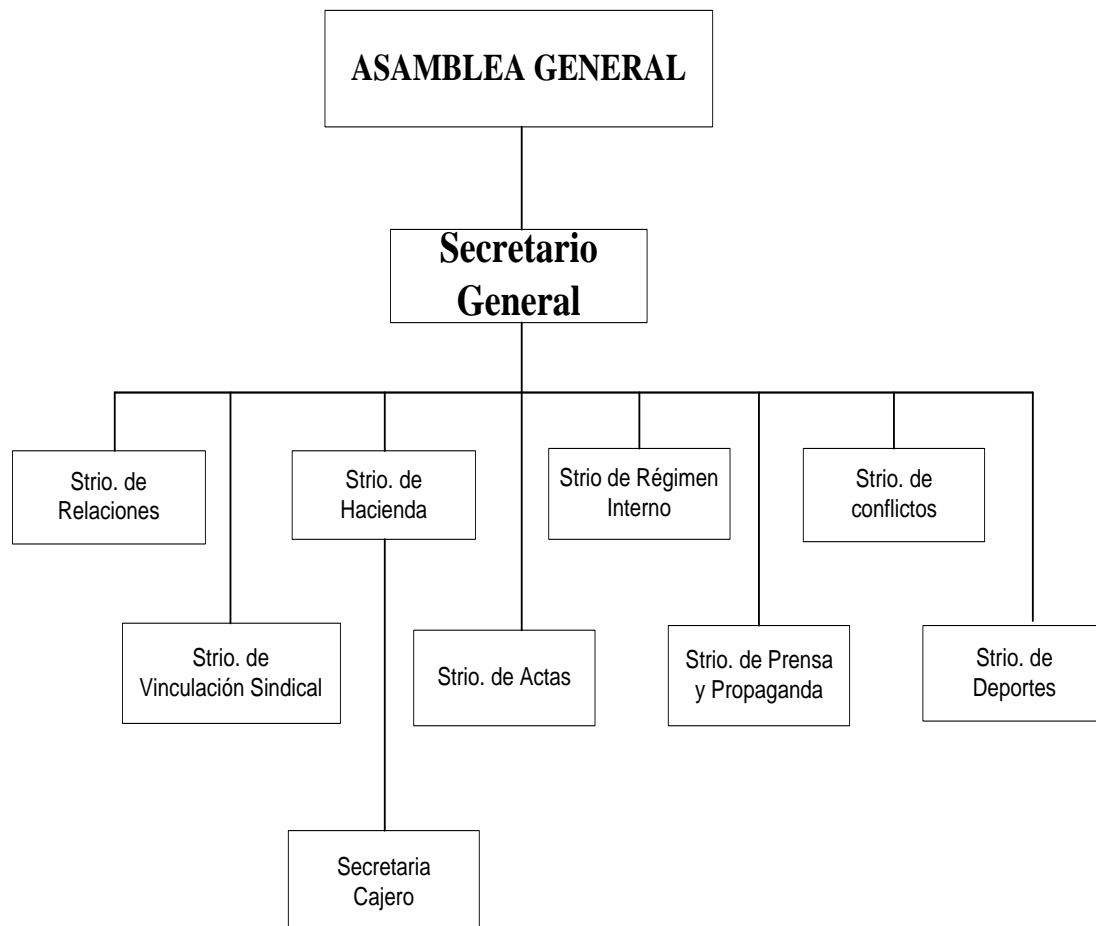 ASAMBLEA GENERAL
Secretario
General
Strio. de
Relaciones
Strio. de
Hacienda
Strio de Régimen
Interno
Strio. de
conflictos
Strio. de
Vinculación Sindical
Strio. de Actas
Strio. de Prensa
y Propaganda
Strio. de
Deportes
Secretaria
Cajero